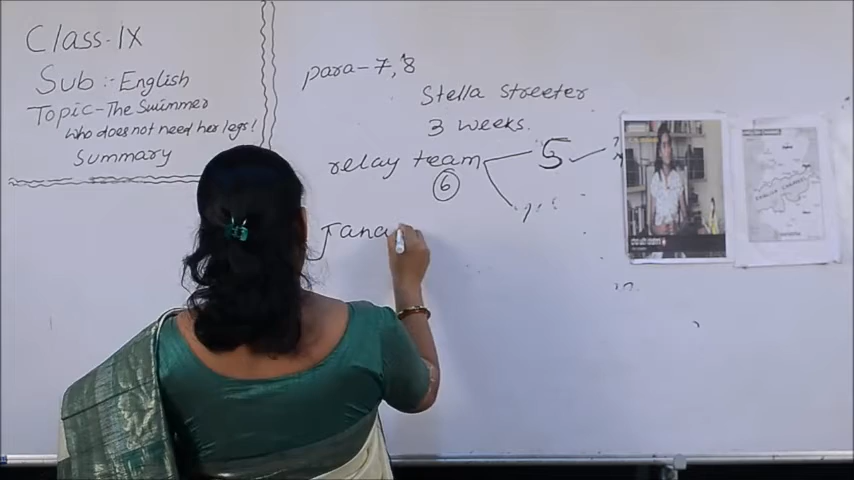 Class-IX
Sub :- English
Topic - The Swimmer
who does not need her legs!
Summary
para-7,8
Stella Streeter
3 weeks.
relay team 5
6
Jana